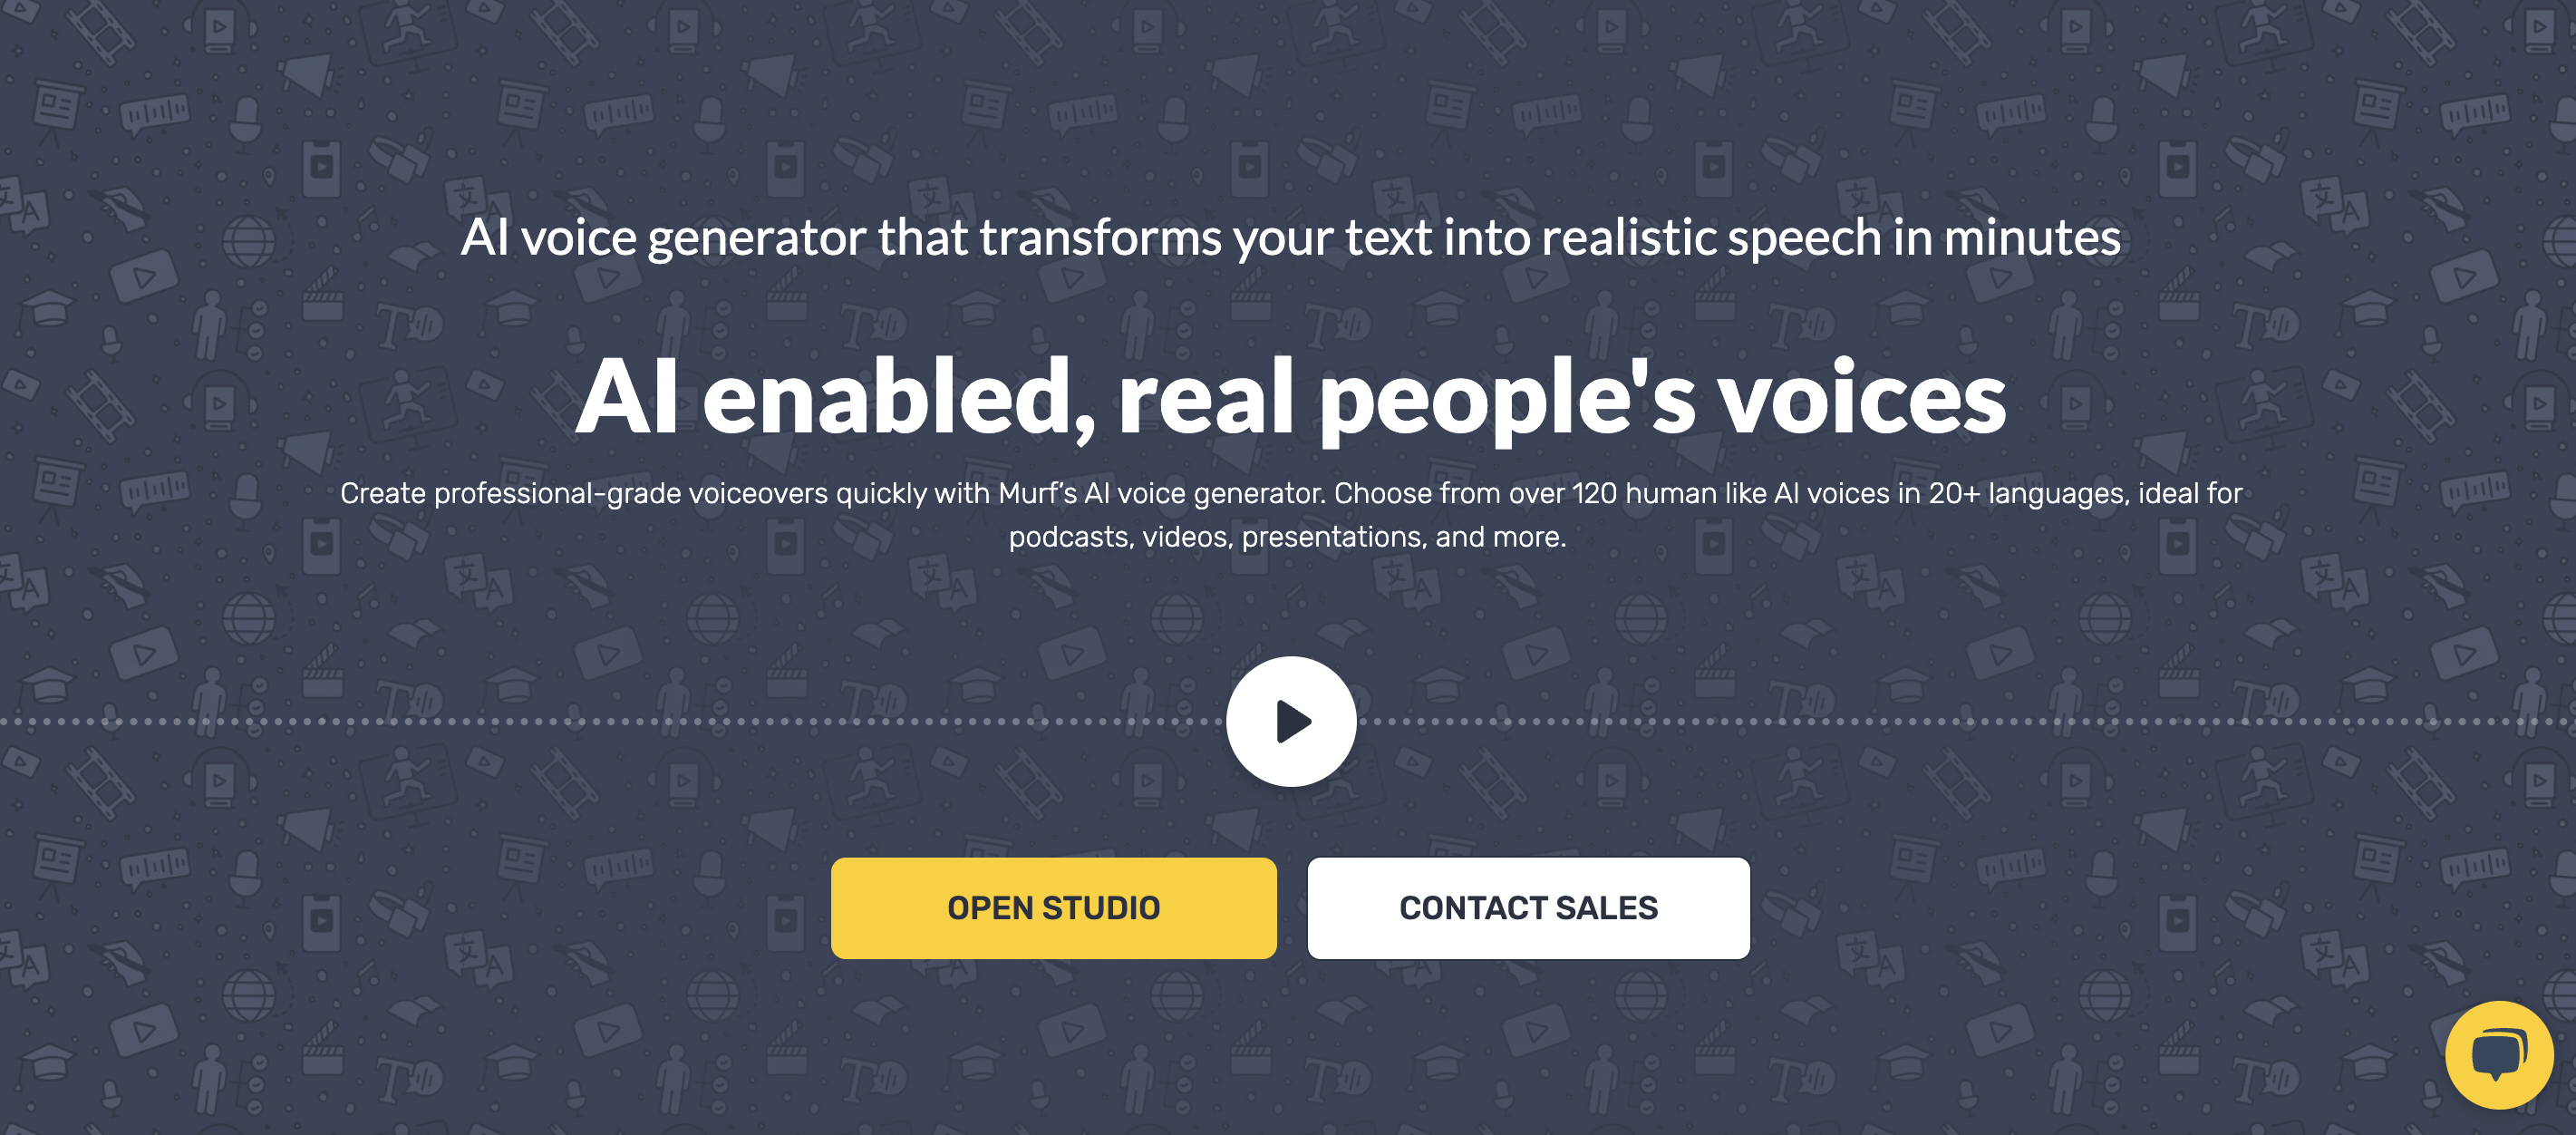 AI voice generator that transforms your text into realistic speech in minutes
AI enabled, real people's voices
Create professional-grade voiceovers quickly with Murf’s AI voice generator. Choose from over 120 human like AI voices in 20+ languages, ideal for
podcasts, videos, presentations, and more.
OPEN STUDIO
CONTACT SALES